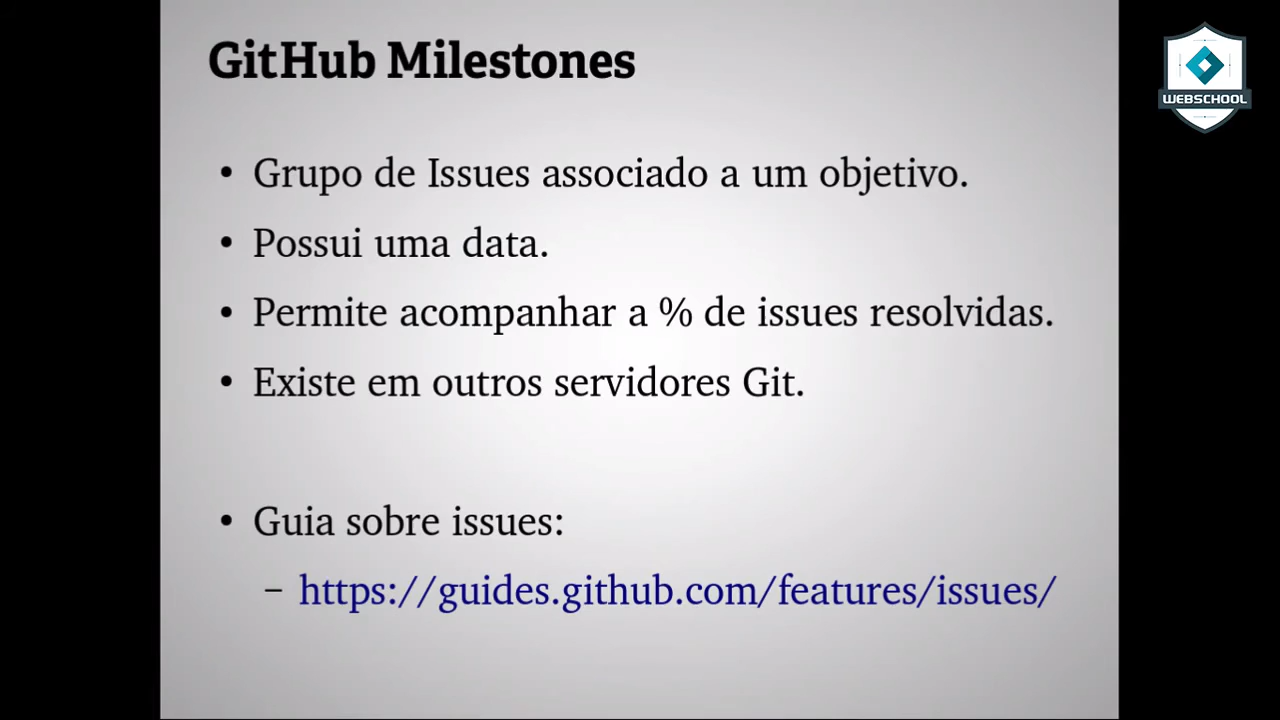 GitHub Milestones
WEBSCHOOL
• Grupo de Issues associado a um objetivo.
• Possui uma data.
• Permite acompanhar a % de issues resolvidas.
• Existe em outros servidores Git.
• Guia sobre issues:
– https://guides.github.com/features/issues/